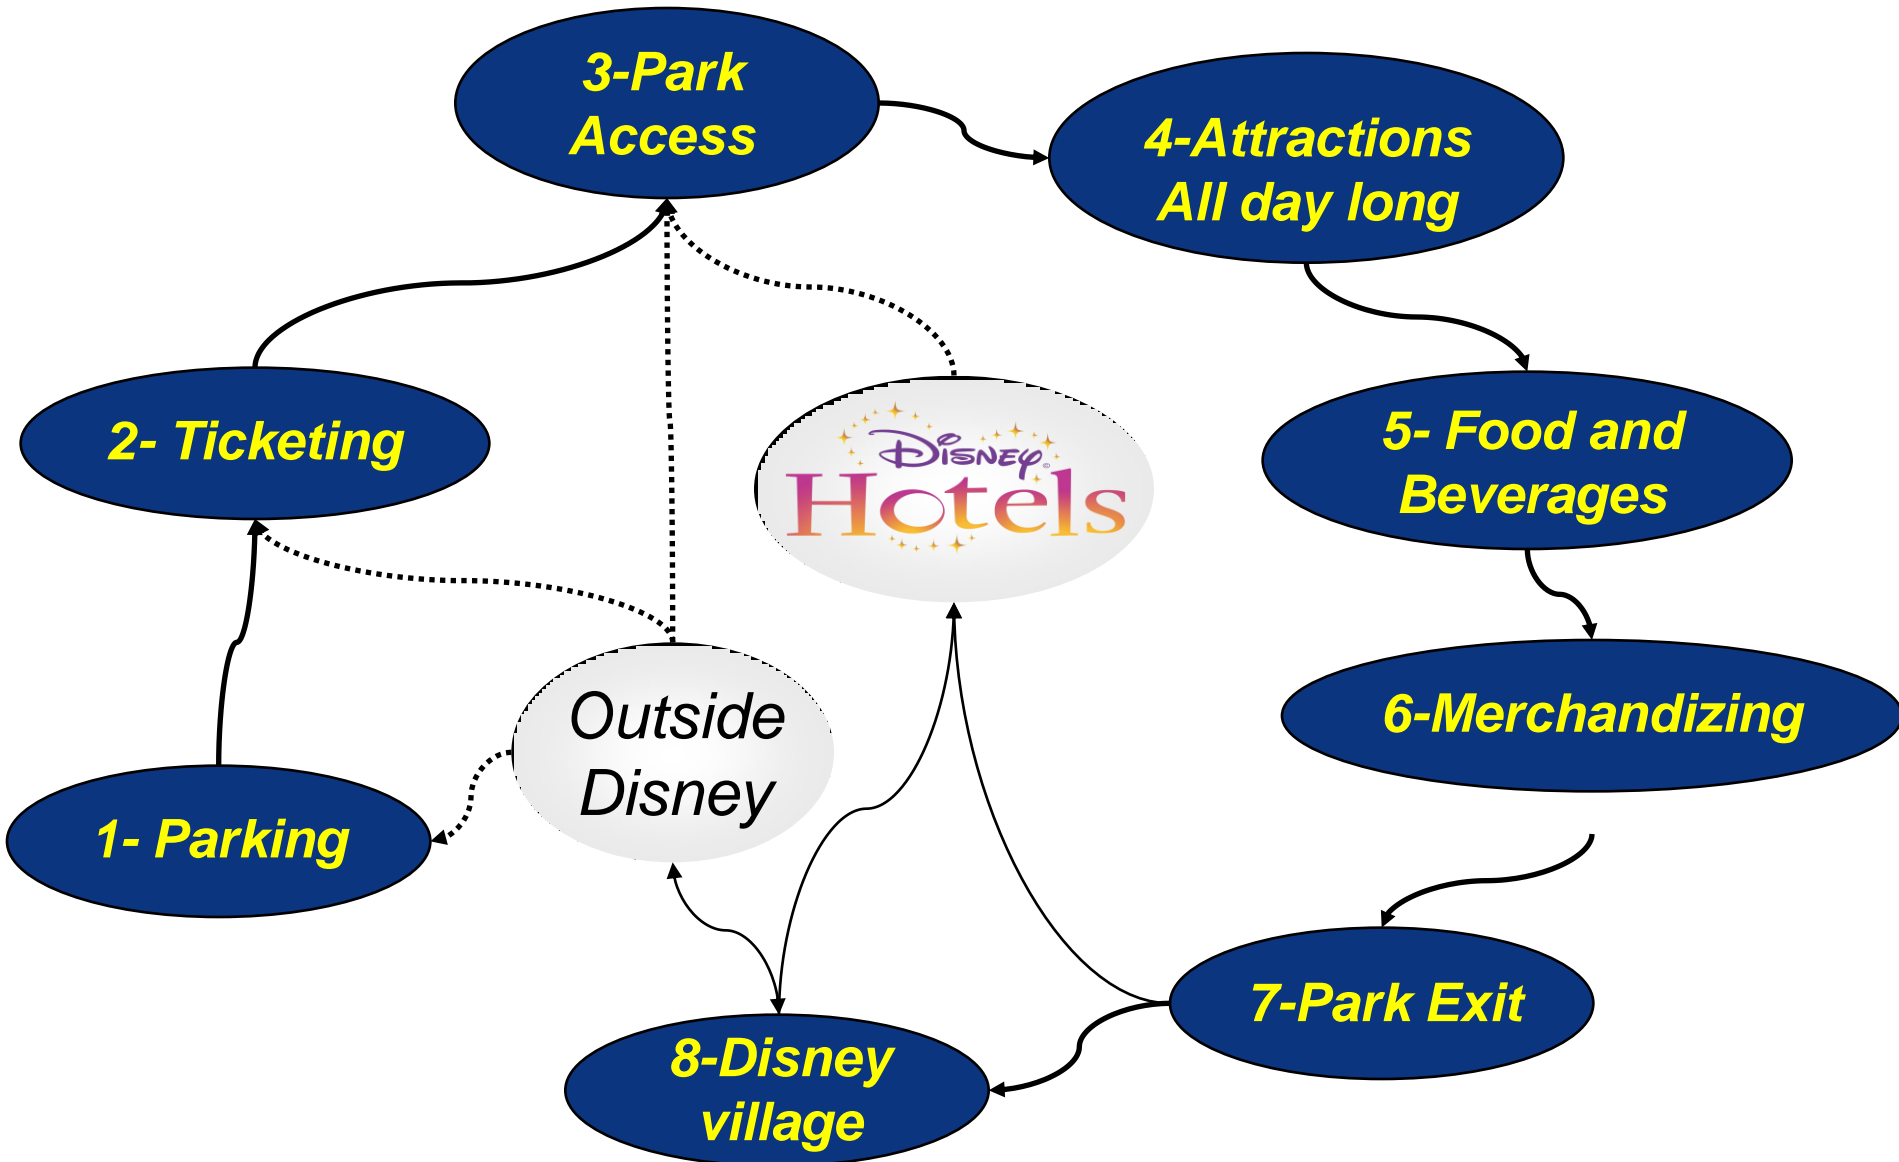 3-Park
Access
4-Attractions
All day long
2- Ticketing
Disney©
Hotels
5- Food and
Beverages
Outside
Disney
6-Merchandizing
1- Parking
7-Park Exit
8-Disney
village